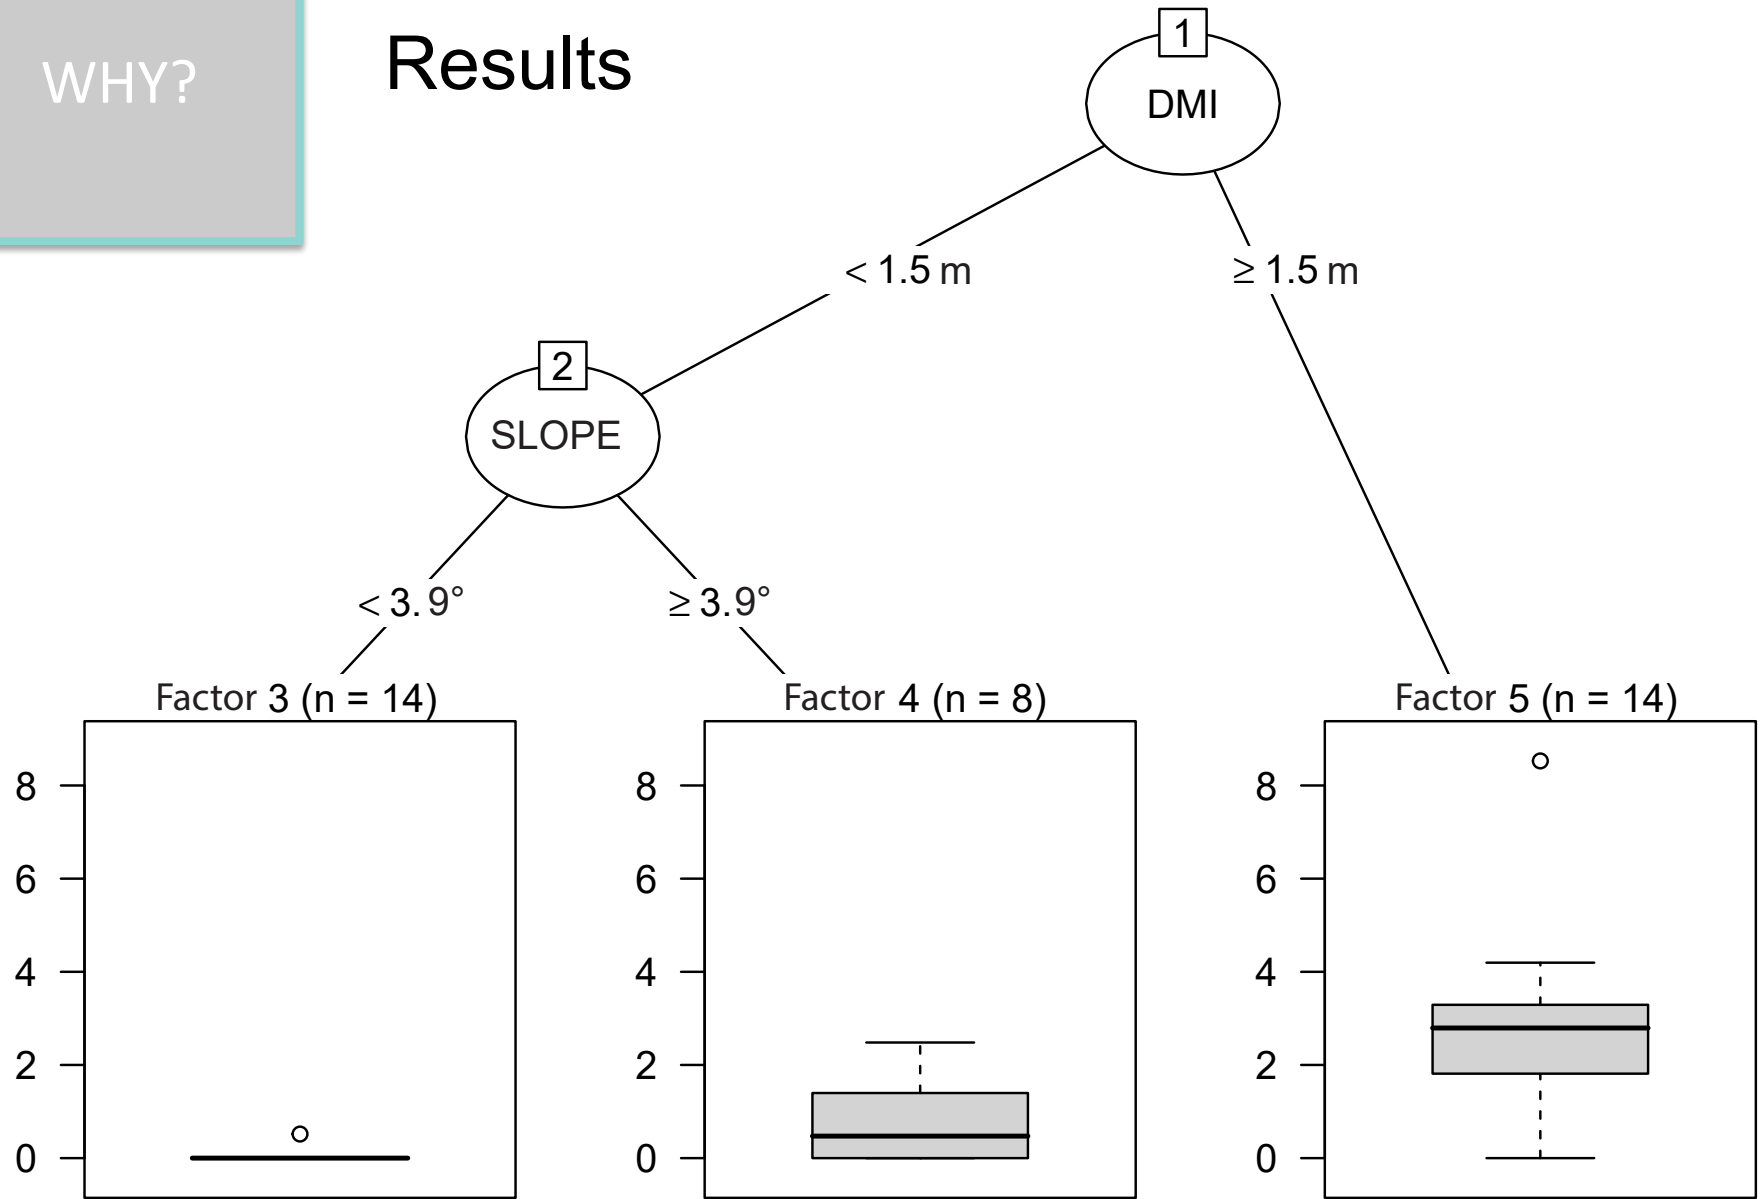 WHY?
Results
1
DMI
< 1.5 m
≥ 1.5 m
2
SLOPE
< 3.9°
≥ 3.9°
Factor 3 (n = 14)
Factor 4 (n = 8)
Factor 5 (n = 14)
8
6
4
2
0
8
6
4
2
0
8
6
4
2
0